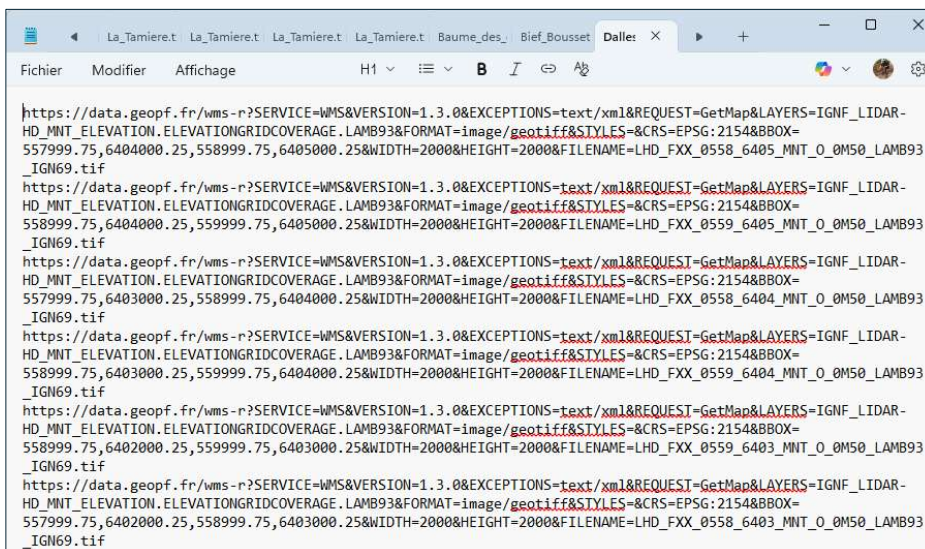 La_Tamiere.t La_Tamiere.t La_Tamiere.t La_Tamiere.t Baume_des_ Bief_Bousset Dalles
Fichier Modifier Affichage H1 B I
https://data.geopf.fr/wms-r?SERVICE=WMS&VERSION=1.3.0&EXCEPTIONS=text/xml&REQUEST=GetMap&LAYERS=IGNF_LIDAR-
HD_MNT_ELEVATION.ELEVATIONGRIDCOVERAGE.LAMB93&FORMAT=image/geotiff&STYLES=&CRS=EPSG:2154&BBOX=
557999.75,6404000.25,558999.75,6405000.25&WIDTH=2000&HEIGHT=2000&FILENAME=LHD_FXX_0558_6405_MNT_O_0M50_LAMB93
_IGN69.tif
https://data.geopf.fr/wms-r?SERVICE=WMS&VERSION=1.3.0&EXCEPTIONS=text/xml&REQUEST=GetMap&LAYERS=IGNF_LIDAR-
HD_MNT_ELEVATION.ELEVATIONGRIDCOVERAGE.LAMB93&FORMAT=image/geotiff&STYLES=&CRS=EPSG:2154&BBOX=
558999.75,6404000.25,559999.75,6405000.25&WIDTH=2000&HEIGHT=2000&FILENAME=LHD_FXX_0559_6405_MNT_O_0M50_LAMB93
_IGN69.tif
https://data.geopf.fr/wms-r?SERVICE=WMS&VERSION=1.3.0&EXCEPTIONS=text/xml&REQUEST=GetMap&LAYERS=IGNF_LIDAR-
HD_MNT_ELEVATION.ELEVATIONGRIDCOVERAGE.LAMB93&FORMAT=image/geotiff&STYLES=&CRS=EPSG:2154&BBOX=
557999.75,6403000.25,558999.75,6404000.25&WIDTH=2000&HEIGHT=2000&FILENAME=LHD_FXX_0558_6404_MNT_O_0M50_LAMB93
_IGN69.tif
https://data.geopf.fr/wms-r?SERVICE=WMS&VERSION=1.3.0&EXCEPTIONS=text/xml&REQUEST=GetMap&LAYERS=IGNF_LIDAR-
HD_MNT_ELEVATION.ELEVATIONGRIDCOVERAGE.LAMB93&FORMAT=image/geotiff&STYLES=&CRS=EPSG:2154&BBOX=
558999.75,6403000.25,559999.75,6404000.25&WIDTH=2000&HEIGHT=2000&FILENAME=LHD_FXX_0559_6404_MNT_O_0M50_LAMB93
_IGN69.tif
https://data.geopf.fr/wms-r?SERVICE=WMS&VERSION=1.3.0&EXCEPTIONS=text/xml&REQUEST=GetMap&LAYERS=IGNF_LIDAR-
HD_MNT_ELEVATION.ELEVATIONGRIDCOVERAGE.LAMB93&FORMAT=image/geotiff&STYLES=&CRS=EPSG:2154&BBOX=
558999.75,6402000.25,559999.75,6403000.25&WIDTH=2000&HEIGHT=2000&FILENAME=LHD_FXX_0559_6403_MNT_O_0M50_LAMB93
_IGN69.tif
https://data.geopf.fr/wms-r?SERVICE=WMS&VERSION=1.3.0&EXCEPTIONS=text/xml&REQUEST=GetMap&LAYERS=IGNF_LIDAR-
HD_MNT_ELEVATION.ELEVATIONGRIDCOVERAGE.LAMB93&FORMAT=image/geotiff&STYLES=&CRS=EPSG:2154&BBOX=
557999.75,6402000.25,558999.75,6403000.25&WIDTH=2000&HEIGHT=2000&FILENAME=LHD_FXX_0558_6403_MNT_O_0M50_LAMB93
_IGN69.tif